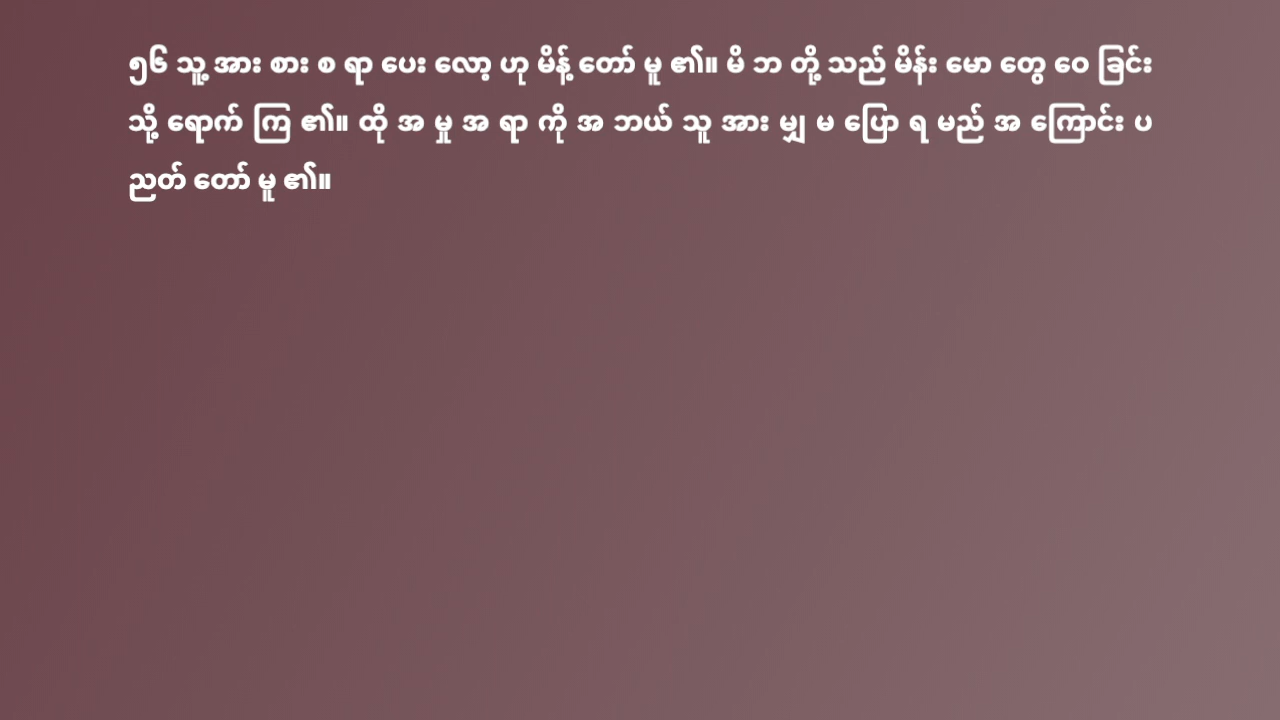 ၅၆ သူ့ အား စား စ ရာ ပေး လော့ ဟု မိန့် တော် မူ ၏။ မိ ဘ တို့ သည် မိန်း မော တွေ ဝေ ခြင်း
သို့ ရောက် ကြ ၏။ ထို အ မှု အ ရာ ကို အ ဘယ် သူ အား မျှ မ ပြော ရ မည် အ ကြောင်း ပ
ညတ် တော် မူ ၏။